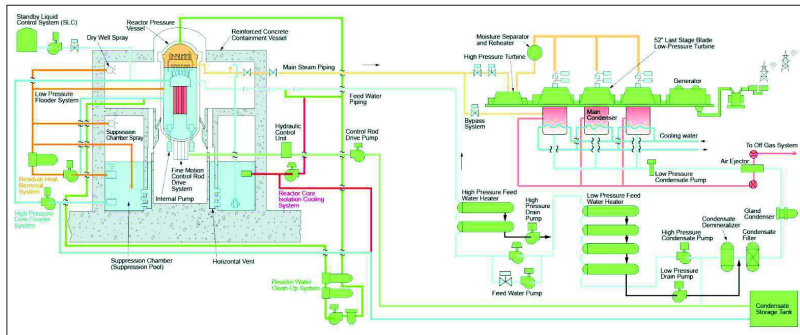 Standby Liquid
Control System (SLC)
Dry Well Spray
Reactor Pressure
Vessel
Reinforced Concrete
Containment Vessel
Main Steam Piping
Low Pressure
Flooder System
Feed Water
Piping
Suppression
Chamber Spray
Hydraulic
Control
Unit
Control Rod
Drive Pump
Fine Motion
Control Rod
Drive System
Internal Pump
Residual Heat
Removal
System
High Pressure
Core Flooder
System
Reactor Core
Isolation Cooling
System
Suppression Chamber
(Suppression Pool)
Horizontal Vent
Reactor Water
Clean-Up System
Moisture Separator
and Reheater
High Pressure Turbine
52" Last Stage Blade
Low-Pressure Turbine
Generator
Bypass
System
Main
Condenser
Cooling water
To Off Gas System
Air Ejector
Low Pressure
Condensate Pump
High Pressure Feed
Water Heater
High
Pressure
Drain
Pump
Low Pressure Feed
Water Heater
Gland Condenser
Condensate
Demineralizer
Condensate
Filter
High Pressure
Condensate Pump
Low Pressure
Drain Pump
Feed Water Pump
Condensate
Storage Tank